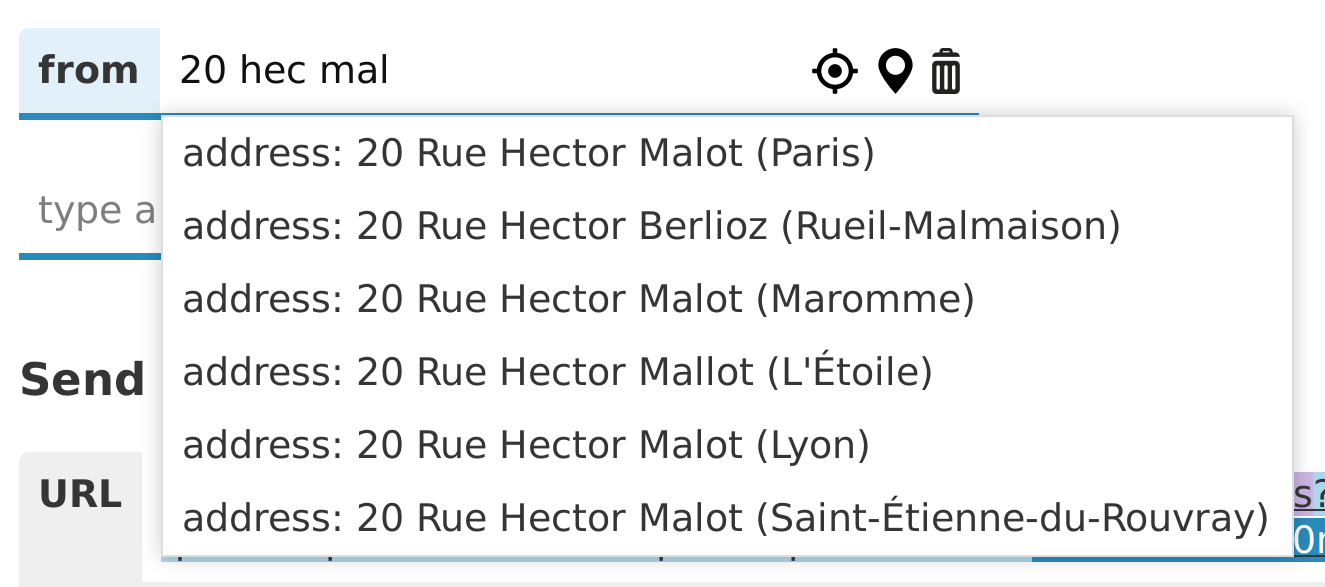 from 20 hec mal
address: 20 Rue Hector Malot (Paris)
type a
address: 20 Rue Hector Berlioz (Rueil-Malmaison)
address: 20 Rue Hector Malot (Maromme)
Send
address: 20 Rue Hector Mallot (L'Étoile)
address: 20 Rue Hector Malot (Lyon)
URL
address: 20 Rue Hector Malot (Saint-Étienne-du-Rouvray)
s?